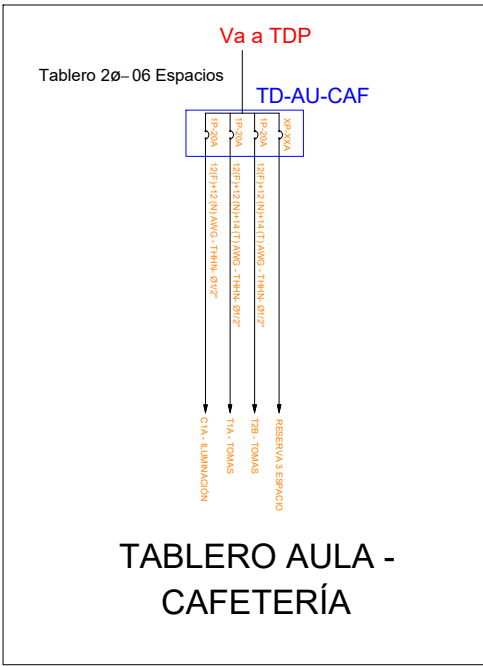 Va a TDP
Tablero 2ø– 06 Espacios
TD-AU-CAF
1P-20A
1P-20A
1P-20A
XP-XXA
12(F)+12 (N) AWG - THHN- Ø1/2"
12(F)+12 (N)+14 (T) AWG - THHN- Ø1/2"
12(F)+12 (N)+14 (T) AWG - THHN- Ø1/2"
C1A - ILUMINACIÓN
T1A - TOMAS
T2B - TOMAS
RESERVA 3 ESPACIO
TABLERO AULA -
CAFETERÍA